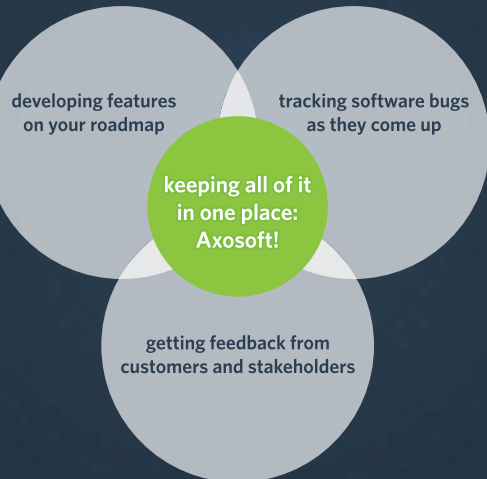 developing features
on your roadmap
tracking software bugs
as they come up
keeping all of it
in one place:
Axosoft!
getting feedback from
customers and stakeholders